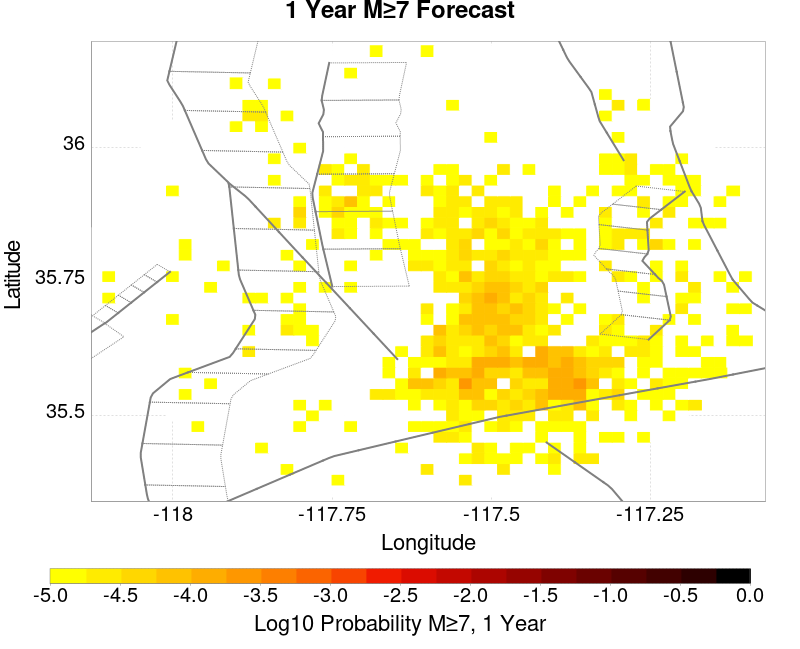 1 Year M≥7 Forecast
36
35.75
35.5
Latitude
-118 -117.75 -117.5 -117.25
Longitude
-5.0 -4.5 -4.0 -3.5 -3.0 -2.5 -2.0 -1.5 -1.0 -0.5 0.0
Log10 Probability M≥7, 1 Year